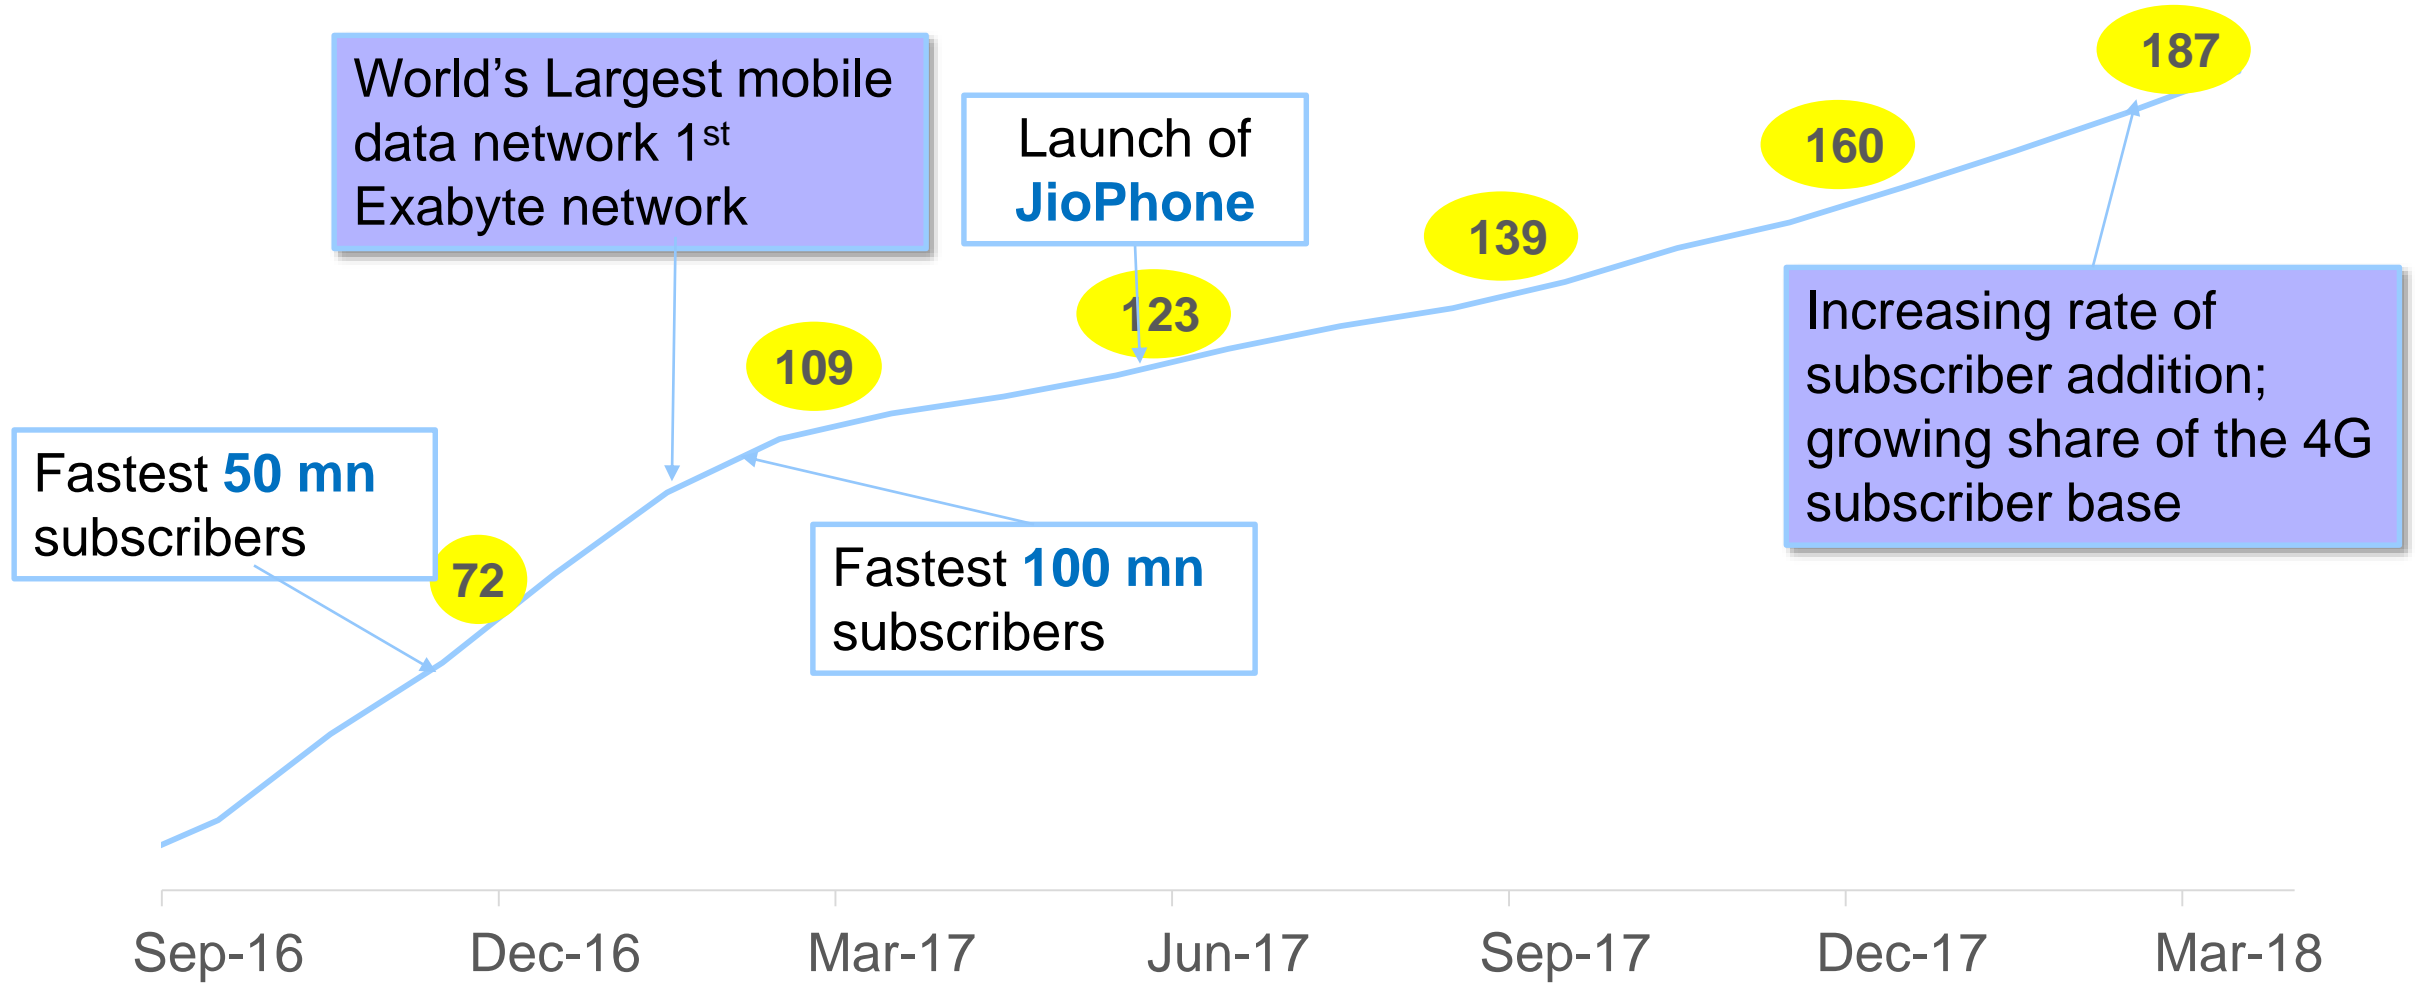 World’s Largest mobile
data network 1st
Exabyte network
Launch of
JioPhone
187
160
139
123
109
72
Fastest 50 mn
subscribers
Fastest 100 mn
subscribers
Increasing rate of
subscriber addition;
growing share of the 4G
subscriber base
Sep-16
Dec-16
Mar-17
Jun-17
Sep-17
Dec-17
Mar-18